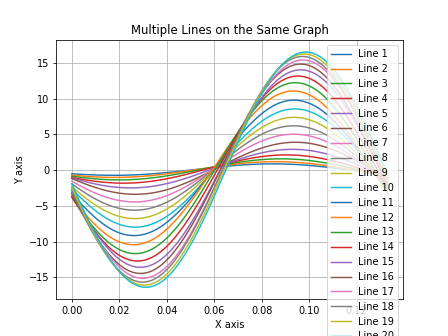 Multiple Lines on the Same Graph
Y axis
15
10
5
0
−5
−10
−15
0.00
0.02
0.04
0.06
0.08
0.10
X axis
Line 1
Line 2
Line 3
Line 4
Line 5
Line 6
Line 7
Line 8
Line 9
Line 10
Line 11
Line 12
Line 13
Line 14
Line 15
Line 16
Line 17
Line 18
Line 19
Line 20